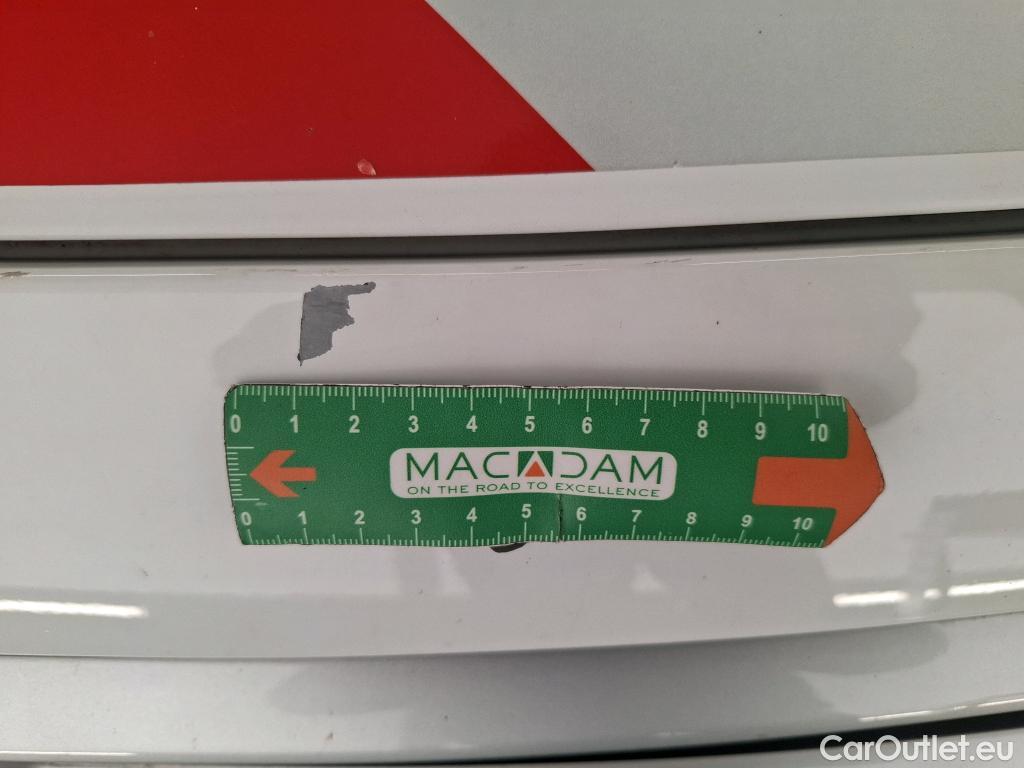 0 1 2 3 4 5 6 7 8 9 10
MACADAM
ON THE ROAD TO EXCELLENCE
0 1 2 3 4 5 6 7 8 9 10
CarOutlet.eu